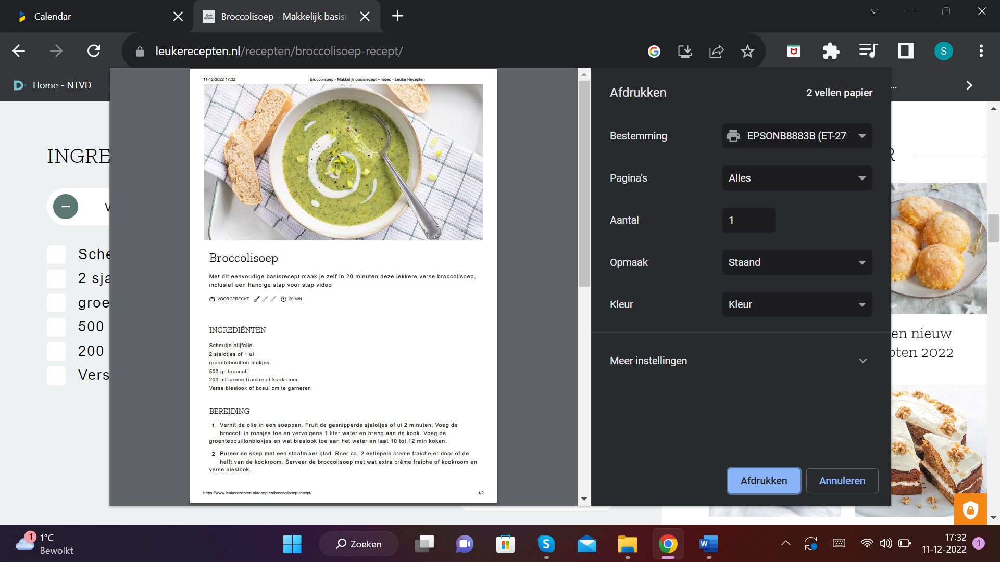 Calendar
Broccolisoep - Makkelijk basisr
leukerecepten.nl/recepten/broccolisoep-recept/
S
Home - NTVD
...
INGRE
Sche
2 sja
groe
500
200
Vers
11-12-2022 17:32
Broccolisoep - Makkelijk basisrecept + video - Leuke Recepten
Broccolisoep
Met dit eenvoudige basisrecept maak je zelf in 20 minuten deze lekkere verse broccolisoep,
inclusief een handige stap voor stap video
VOORGERECHT 20 MIN
INGREDIËNTEN
Scheutje olijfolie
2 sjalotjes of 1 ui
groentebouillon blokjes
500 gr broccoli
200 ml creme fraiche of kookroom
Verse bieslook of bosui om te garneren
BEREIDING
1 Verhit de olie in een soeppan. Fruit de gesnipperde sjalotjes of ui 2 minuten. Voeg de
broccoli in roosjes toe en vervolgens 1 liter water en breng aan de kook. Voeg de
groentebouillonblokjes en wat bieslook toe aan het water en laat 10 tot 12 min koken.
2 Pureer de soep met een staafmixer glad. Roer ca. 2 eetlepels creme fraiche er door of de
helft van de kookroom. Serveer de broccolisoep met wat extra crème fraiche of kookroom en
verse bieslook.
https://www.leukerecepten.nl/recepten/broccolisoep-recept/
1/2
Afdrukken
2 vellen papier
Bestemming
EPSONB8883B (ET-27:
Pagina's
Alles
Aantal
1
Opmaak
Staand
Kleur
Kleur
Meer instellingen
Afdrukken
Annuleren
R
en nieuw
pten 2022
1
1°C
Bewolkt
Zoeken
17:32
11-12-2022
1